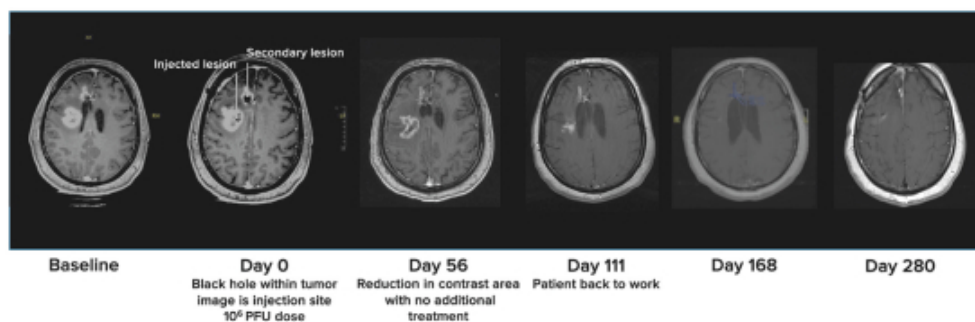 Secondary lesion
Injected lesion
Baseline
Day 0
Black hole within tumor
image is injection site
10⁶ PFU dose
Day 56
Reduction in contrast area
with no additional
treatment
Day 111
Patient back to work
Day 168
Day 280